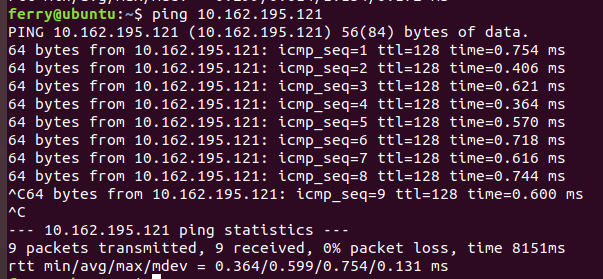 ferry@ubuntu:~$ ping 10.162.195.121
PING 10.162.195.121 (10.162.195.121) 56(84) bytes of data.
64 bytes from 10.162.195.121: icmp_seq=1 ttl=128 time=0.754 ms
64 bytes from 10.162.195.121: icmp_seq=2 ttl=128 time=0.406 ms
64 bytes from 10.162.195.121: icmp_seq=3 ttl=128 time=0.621 ms
64 bytes from 10.162.195.121: icmp_seq=4 ttl=128 time=0.364 ms
64 bytes from 10.162.195.121: icmp_seq=5 ttl=128 time=0.570 ms
64 bytes from 10.162.195.121: icmp_seq=6 ttl=128 time=0.718 ms
64 bytes from 10.162.195.121: icmp_seq=7 ttl=128 time=0.616 ms
64 bytes from 10.162.195.121: icmp_seq=8 ttl=128 time=0.744 ms
^C64 bytes from 10.162.195.121: icmp_seq=9 ttl=128 time=0.600 ms
^C
--- 10.162.195.121 ping statistics ---
9 packets transmitted, 9 received, 0% packet loss, time 8151ms
rtt min/avg/max/mdev = 0.364/0.599/0.754/0.131 ms